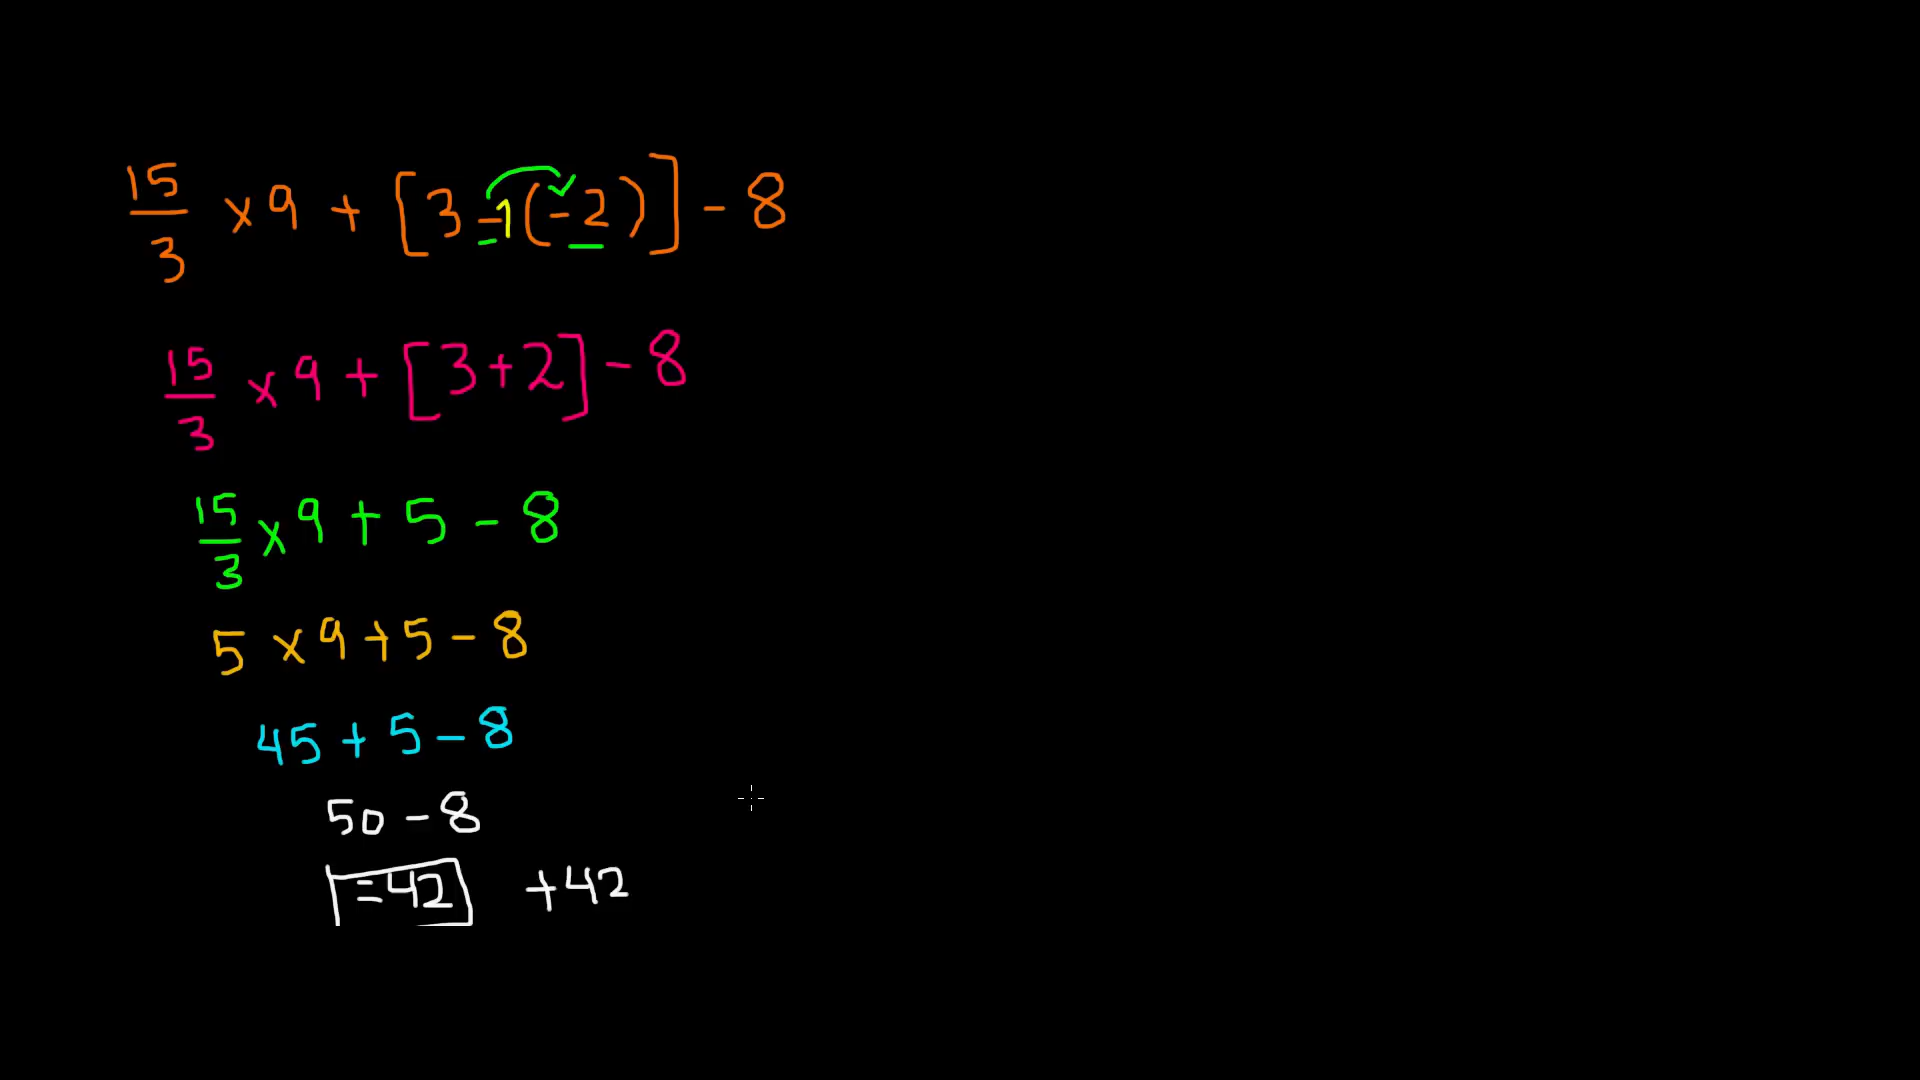 15/3 × 9 + [3 - 1(-2)] - 8
15/3 × 9 + [3 + 2] - 8
15/3 × 9 + 5 - 8
5 × 9 + 5 - 8
45 + 5 - 8
50 - 8
= 42 +42